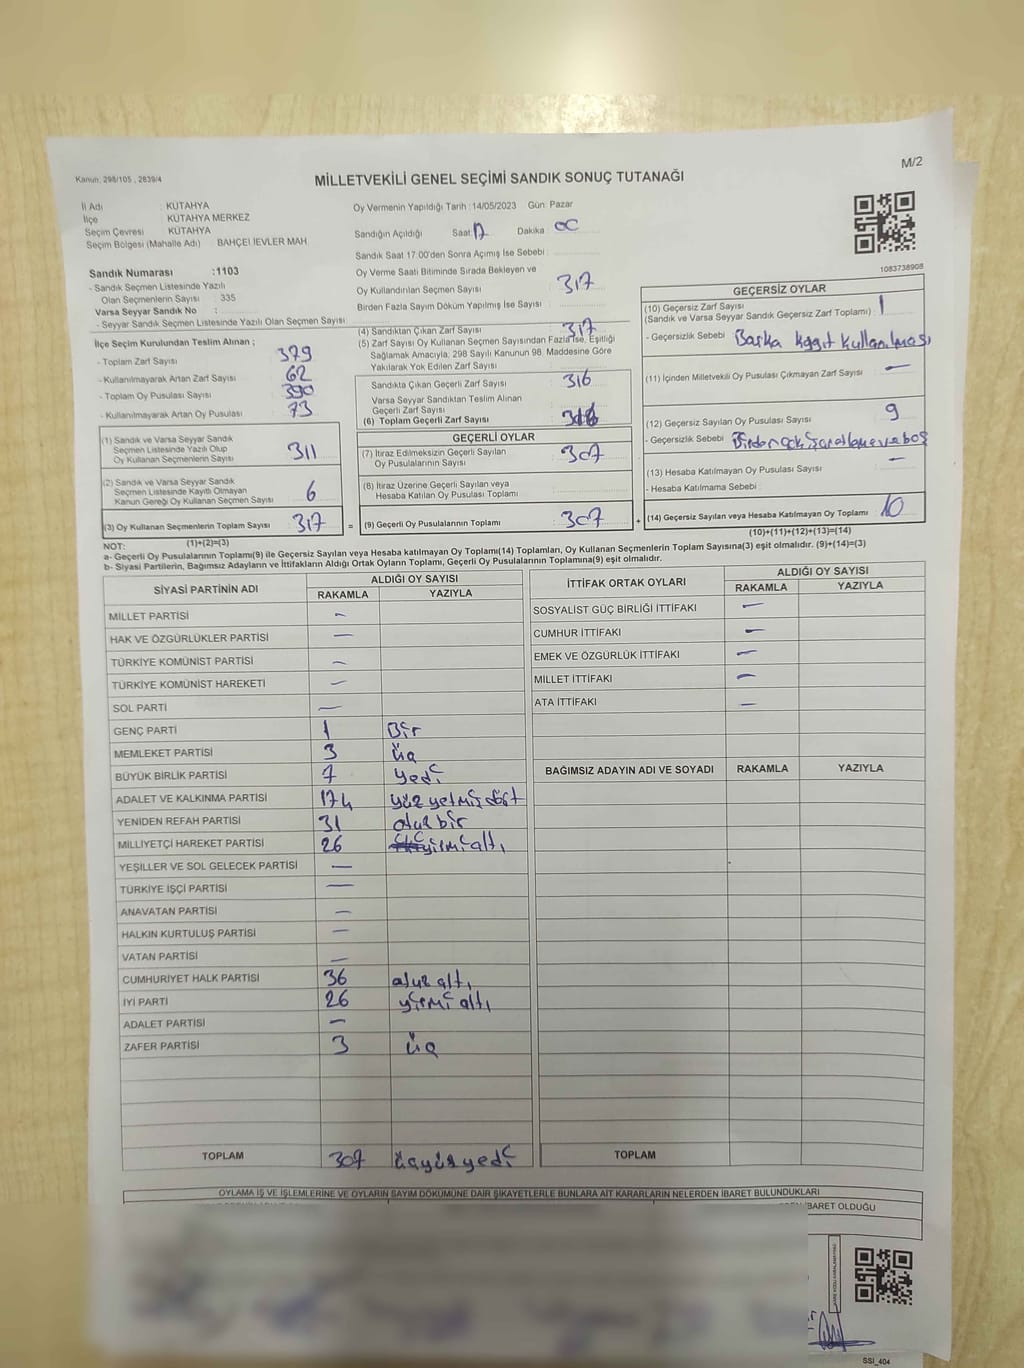 Kanun: 298/105 , 2839/4
MİLLETVEKİLİ GENEL SEÇİMİ SANDIK SONUÇ TUTANAĞI
M/2
İl Adı : KÜTAHYA
İlçe : KÜTAHYA MERKEZ
Seçim Çevresi : KÜTAHYA
Seçim Bölgesi (Mahalle Adı) : BAHÇELİEVLER MAH.
Sandık Numarası :1103
- Sandık Seçmen Listesinde Yazılı
Olan Seçmenlerin Sayısı : 335
Varsa Seyyar Sandık No :
- Seyyar Sandık Seçmen Listesinde Yazılı Olan Seçmen Sayısı :
Oy Vermenin Yapıldığı Tarih :14/05/2023 Gün: Pazar
Sandığın Açıldığı Saat: 17 Dakika 00
Sandık Saat 17:00'den Sonra Açımış İse Sebebi :
Oy Verme Saati Bitiminde Sırada Bekleyen ve
Oy Kullandırılan Seçmen Sayısı : 317
Birden Fazla Sayım Döküm Yapılmış İse Sayısı :
1083738908
İlçe Seçim Kurulundan Teslim Alınan ;
- Toplam Zarf Sayısı : 379
- Kullanılmayarak Artan Zarf Sayısı : 62
- Toplam Oy Pusulası Sayısı : 390
- Kullanılmayarak Artan Oy Pusulası : 73
(1) Sandık ve Varsa Seyyar Sandık
Seçmen Listesinde Yazılı Olup
Oy Kullanan Seçmenlerin Sayısı : 311
(2) Sandık ve Varsa Seyyar Sandık
Seçmen Listesinde Kayıtlı Olmayan
Kanun Gereği Oy Kullanan Seçmen Sayısı : 6
(3) Oy Kullanan Seçmenlerin Toplam Sayısı : 317
(1)+(2)=(3)
(4) Sandıktan Çıkan Zarf Sayısı : 317
(5) Zarf Sayısı Oy Kullanan Seçmen Sayısından Fazla ise, Eşitliği
Sağlamak Amacıyla, 298 Sayılı Kanunun 98. Maddesine Göre
Yakılarak Yok Edilen Zarf Sayısı :
Sandıkta Çıkan Geçerli Zarf Sayısı : 316
Varsa Seyyar Sandıktan Teslim Alınan
Geçerli Zarf Sayısı :
(6) Toplam Geçerli Zarf Sayısı : 316
GEÇERLİ OYLAR
(7) İtiraz Edilmeksizin Geçerli Sayılan
Oy Pusulalarının Sayısı : 307
(8) İtiraz Üzerine Geçerli Sayılan veya
Hesaba Katılan Oy Pusulası Toplamı :
= (9) Geçerli Oy Pusulalarının Toplamı : 307
GEÇERSİZ OYLAR
(10) Geçersiz Zarf Sayısı : 1
(Sandık ve Varsa Seyyar Sandık Geçersiz Zarf Toplamı)
- Geçersizlik Sebebi : Başka kağıt kullanılması
(11) İçinden Milletvekili Oy Pusulası Çıkmayan Zarf Sayısı : —
(12) Geçersiz Sayılan Oy Pusulası Sayısı : 9
- Geçersizlik Sebebi : Birden çok işaretleme ve boş
(13) Hesaba Katılmayan Oy Pusulası Sayısı : —
- Hesaba Katılmama Sebebi :
+ (14) Geçersiz Sayılan veya Hesaba Katılmayan Oy Toplamı 10
(10)+(11)+(12)+(13)=(14)
NOT:
a- Geçerli Oy Pusulalarının Toplamı(9) ile Geçersiz Sayılan veya Hesaba katılmayan Oy Toplamı(14) Toplamları, Oy Kullanan Seçmenlerin Toplam Sayısına(3) eşit olmalıdır. (9)+(14)=(3)
b- Siyasi Partilerin, Bağımsız Adayların ve İttifakların Aldığı Ortak Oyların Toplamı, Geçerli Oy Pusulalarının Toplamına(9) eşit olmalıdır.
SİYASİ PARTİNİN ADI ALDIĞI OY SAYISI
RAKAMLA YAZIYLA
MİLLET PARTİSİ —
HAK VE ÖZGÜRLÜKLER PARTİSİ —
TÜRKİYE KOMÜNİST PARTİSİ —
TÜRKİYE KOMÜNİST HAREKETİ —
SOL PARTİ —
GENÇ PARTİ 1 Bir
MEMLEKET PARTİSİ 3 üç
BÜYÜK BİRLİK PARTİSİ 7 yedi
ADALET VE KALKINMA PARTİSİ 174 yüz yetmiş dört
YENİDEN REFAH PARTİSİ 31 otuz bir
MİLLİYETÇİ HAREKET PARTİSİ 26 yirmi altı
YEŞİLLER VE SOL GELECEK PARTİSİ —
TÜRKİYE İŞÇİ PARTİSİ —
ANAVATAN PARTİSİ —
HALKIN KURTULUŞ PARTİSİ —
VATAN PARTİSİ —
CUMHURİYET HALK PARTİSİ 36 otuz altı
İYİ PARTİ 26 yirmi altı
ADALET PARTİSİ —
ZAFER PARTİSİ 3 üç
TOPLAM 307 üçyüz yedi
İTTİFAK ORTAK OYLARI ALDIĞI OY SAYISI
RAKAMLA YAZIYLA
SOSYALİST GÜÇ BİRLİĞİ İTTİFAKI —
CUMHUR İTTİFAKI —
EMEK VE ÖZGÜRLÜK İTTİFAKI —
MİLLET İTTİFAKI —
ATA İTTİFAKI —
BAĞIMSIZ ADAYIN ADI VE SOYADI RAKAMLA YAZIYLA
TOPLAM
OYLAMA İŞ VE İŞLEMLERİNE VE OYLARIN SAYIM DÖKÜMÜNE DAİR ŞİKAYETLERLE BUNLARA AİT KARARLARIN NELERDEN İBARET BULUNDUKLARI
İBARET OLDUĞU
SSI_404